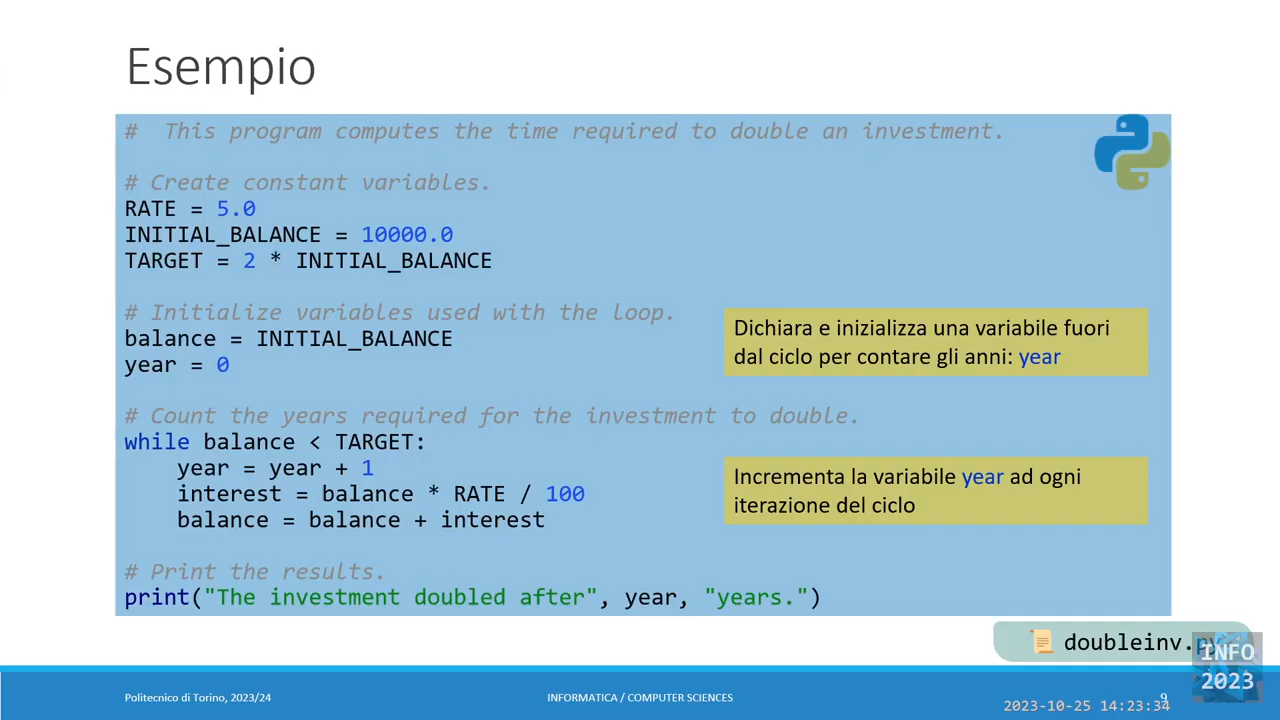 Esempio
#  This program computes the time required to double an investment.
# Create constant variables.
RATE = 5.0
INITIAL_BALANCE = 10000.0
TARGET = 2 * INITIAL_BALANCE
# Initialize variables used with the loop.
balance = INITIAL_BALANCE
year = 0
Dichiara e inizializza una variabile fuori
dal ciclo per contare gli anni: year
# Count the years required for the investment to double.
while balance < TARGET:
    year = year + 1
    interest = balance * RATE / 100
    balance = balance + interest
Incrementa la variabile year ad ogni
iterazione del ciclo
# Print the results.
print("The investment doubled after", year, "years.")
doubleinv.py
INFO
2023
Politecnico di Torino, 2023/24
INFORMATICA / COMPUTER SCIENCES
9
2023-10-25 14:23:34